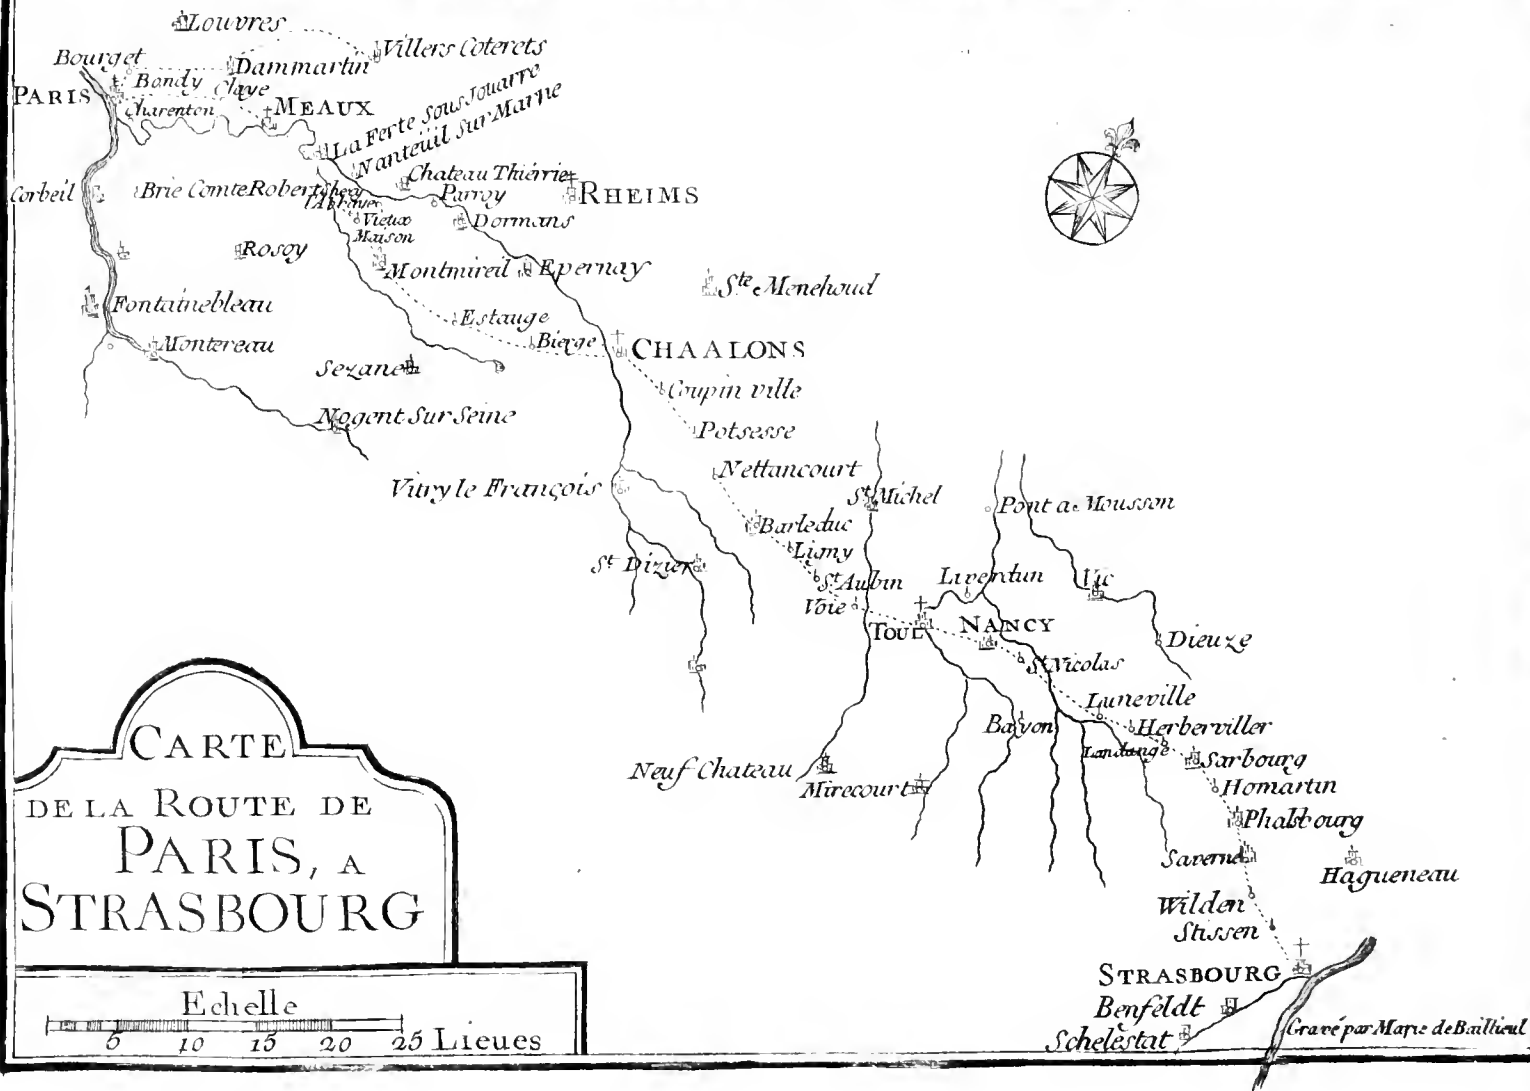 Louvres
Villers Coterets
Bourget
Dammartin
Bondy
Claye
PARIS
Charenton
MEAUX
La Ferte sous Jouarre
Nanteüil sur Marne
Chateau Thiérrie
Corbeil
Brie Comte Robert
Parroy
RHEIMS
l'Abbaye
Vieux
Maison
Dormans
Rosoy
Montmireil
Epernay
Ste Menehoud
Fontainebleau
Estauge
Montereau
Bierge
CHAALONS
Sezane
Coupin ville
Nogent Sur Seine
Potsesse
Nettancourt
Vitry le François
St Michel
Pont a Mousson
Barleduc
Ligny
St Dizier
St Aubin
Liverdun
Vic
Voie
TOUL
NANCY
Dieuze
St Nicolas
Luneville
Bayon
Herberviller
Landange
Sarbourg
Neuf Chateau
Mirecourt
Homartin
Phalsbourg
Saverne
Hagueneau
Wilden
Stissen
STRASBOURG
Benfeldt
Schelèstat
CARTE
DE LA ROUTE DE
PARIS, A
STRASBOURG
Echelle
5 10 15 20 25 Lieues
Gravé par Marie de Baillieul